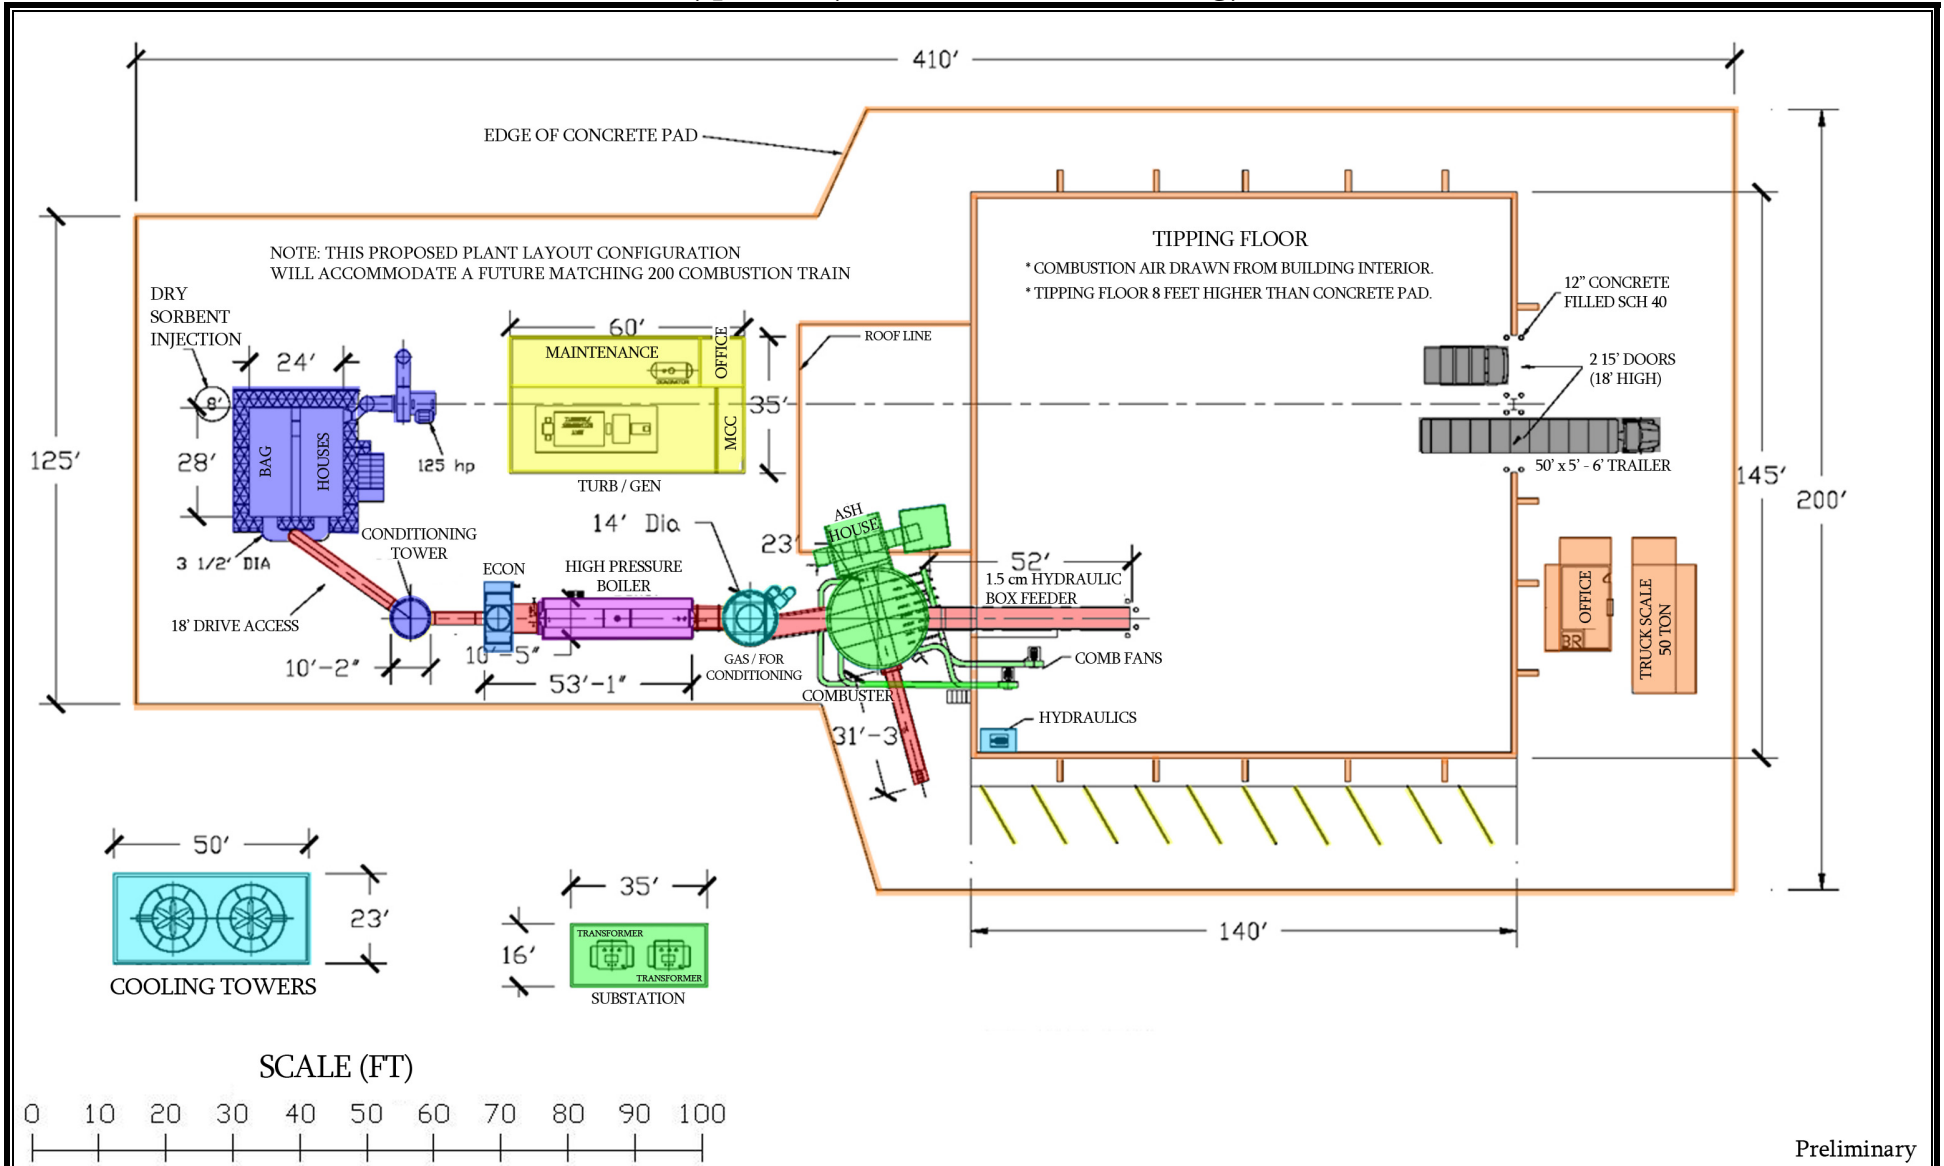 410′
EDGE OF CONCRETE PAD
NOTE: THIS PROPOSED PLANT LAYOUT CONFIGURATION
WILL ACCOMMODATE A FUTURE MATCHING 200 COMBUSTION TRAIN
TIPPING FLOOR
* COMBUSTION AIR DRAWN FROM BUILDING INTERIOR.
* TIPPING FLOOR 8 FEET HIGHER THAN CONCRETE PAD.
12” CONCRETE
FILLED SCH 40
DRY
SORBENT
INJECTION
60′
ROOF LINE
MAINTENANCE
OFFICE
2 15’ DOORS
(18’ HIGH)
24′
8′
35′
MCC
125′
28′
BAG
HOUSES
125 hp
50’ x 5’ - 6’ TRAILER
145′
200′
TURB / GEN
14′ Dia
ASH
HOUSE
CONDITIONING
TOWER
23′
52′
3 1/2′ DIA
ECON
HIGH PRESSURE
BOILER
1.5 cm HYDRAULIC
BOX FEEDER
OFFICE
BR
TRUCK SCALE
50 TON
18’ DRIVE ACCESS
10′-5″
10′-2″
53′-1″
GAS / FOR
CONDITIONING
COMB FANS
COMBUSTER
HYDRAULICS
31′-3
50′
23′
COOLING TOWERS
35′
16′
TRANSFORMER
TRANSFORMER
SUBSTATION
140′
SCALE (FT)
0 10 20 30 40 50 60 70 80 90 100
Preliminary